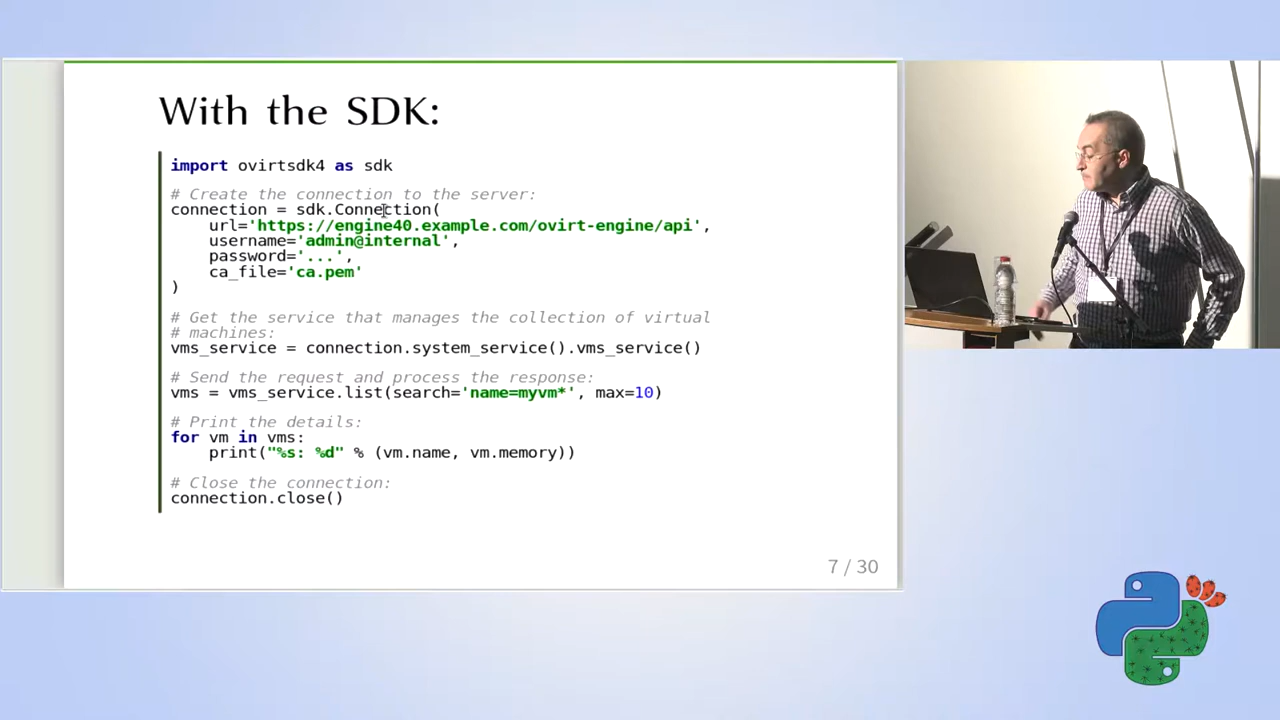 With the SDK:
import ovirtsdk4 as sdk
# Create the connection to the server:
connection = sdk.Connection(
url='https://engine40.example.com/ovirt-engine/api',
username='admin@internal',
password='...',
ca_file='ca.pem'
)
# Get the service that manages the collection of virtual
# machines:
vms_service = connection.system_service().vms_service()
# Send the request and process the response:
vms = vms_service.list(search='name=myvm*', max=10)
# Print the details:
for vm in vms:
print("%s: %d" % (vm.name, vm.memory))
# Close the connection:
connection.close()
7 / 30